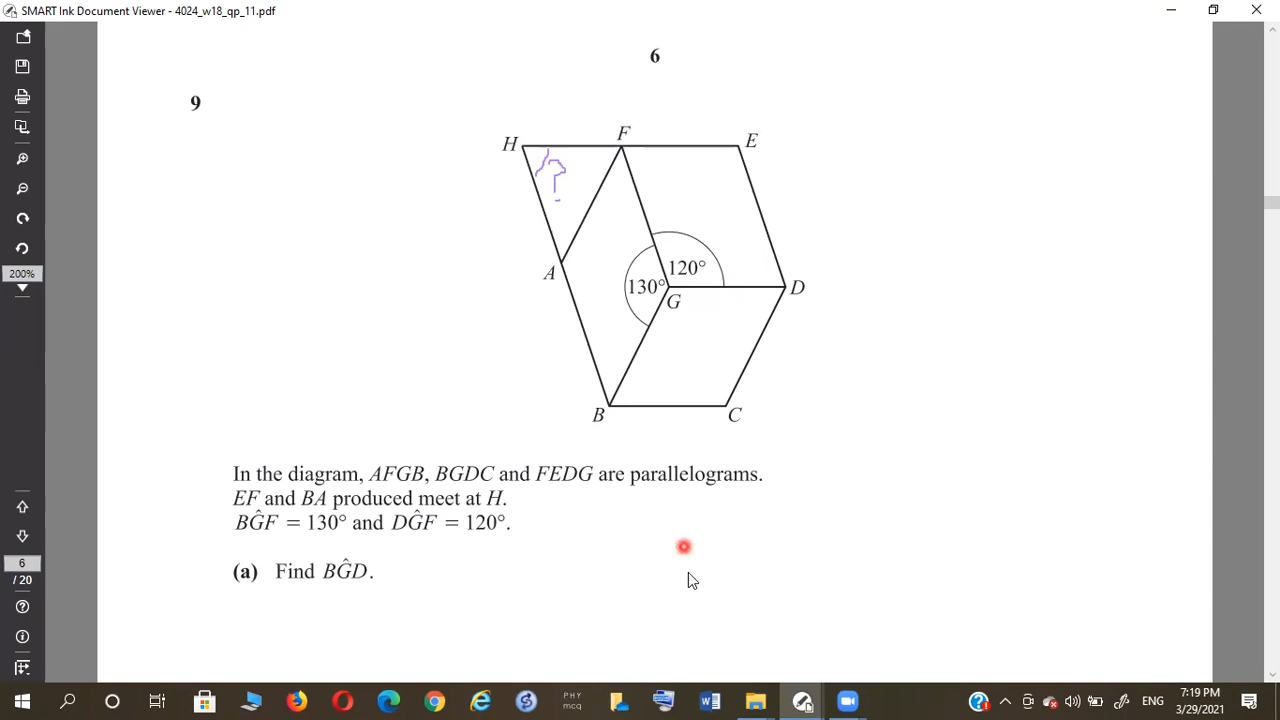 SMART Ink Document Viewer - 4024_w18_qp_11.pdf
6
9
H
F
E
?
A
120°
130°
G
D
B
C
200%
In the diagram, AFGB, BGDC and FEDG are parallelograms.
EF and BA produced meet at H.
BĜF = 130° and DĜF = 120°.
(a) Find BĜD.
6
/ 20
PHY
mcq
ENG
7:19 PM
3/29/2021